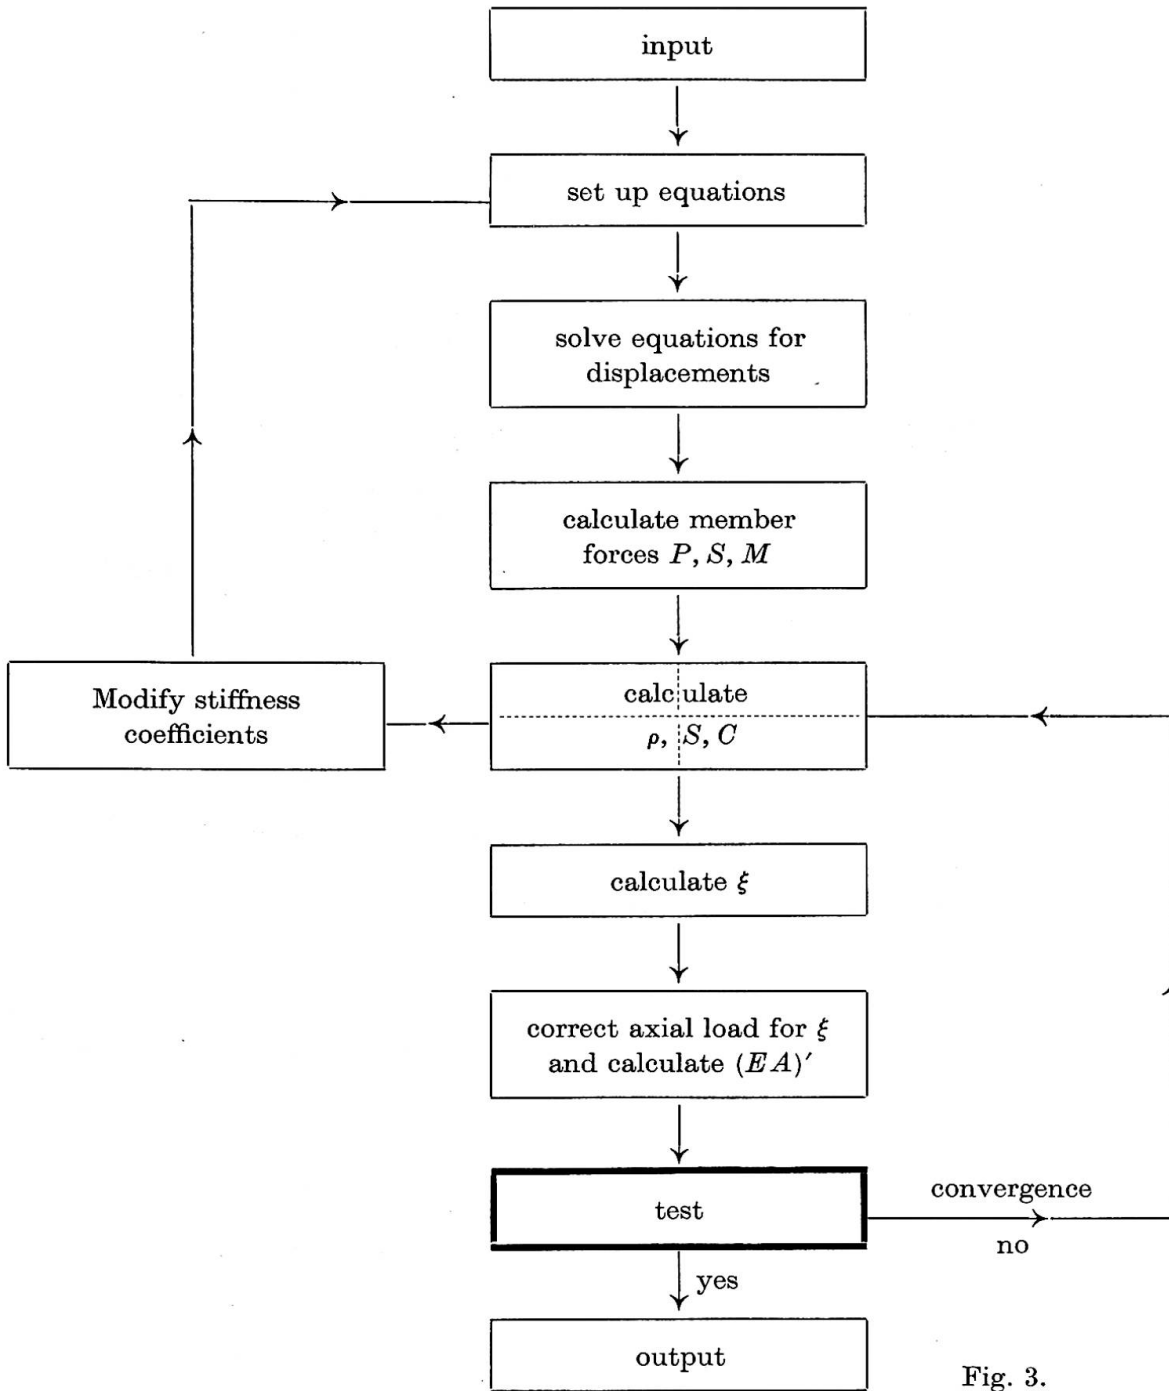 input
set up equations
solve equations for
displacements
calculate member
forces P, S, M
Modify stiffness
coefficients
calculate
ρ, S, C
calculate ξ
correct axial load for ξ
and calculate (EA)′
test
convergence
no
yes
output
Fig. 3.